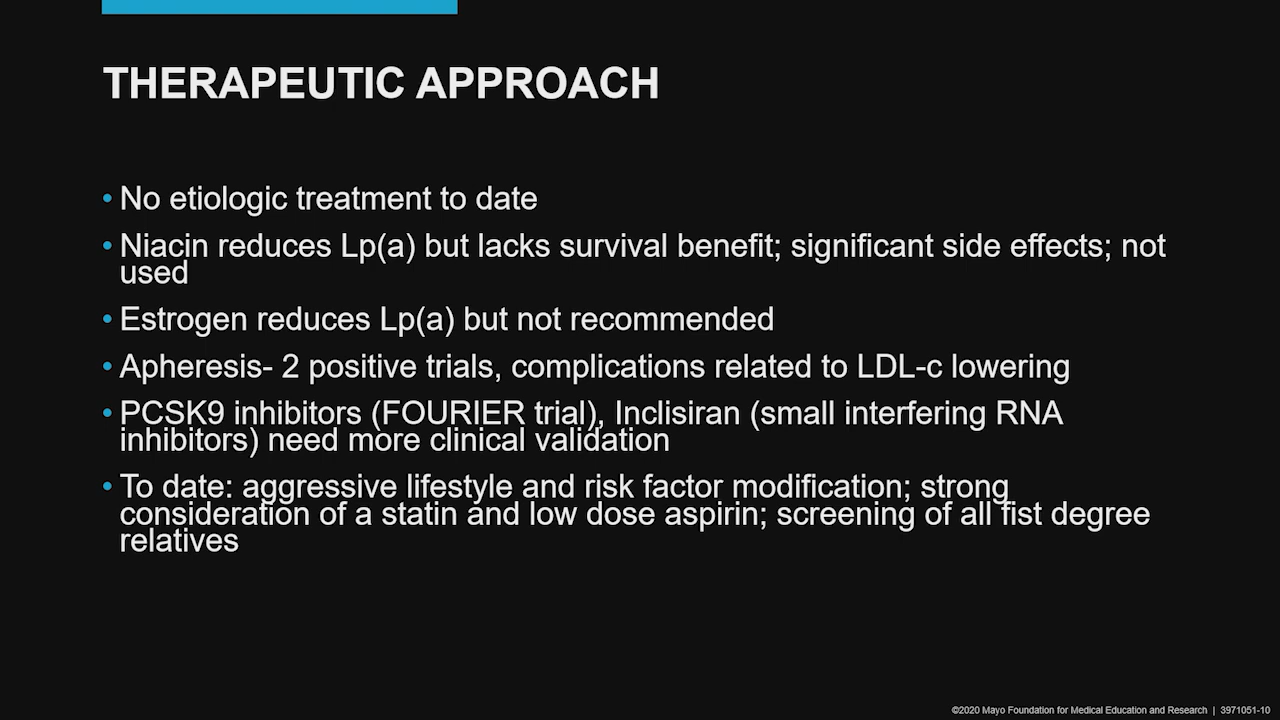 THERAPEUTIC APPROACH
• No etiologic treatment to date
• Niacin reduces Lp(a) but lacks survival benefit; significant side effects; not
used
• Estrogen reduces Lp(a) but not recommended
• Apheresis- 2 positive trials, complications related to LDL-c lowering
• PCSK9 inhibitors (FOURIER trial), Inclisiran (small interfering RNA
inhibitors) need more clinical validation
• To date: aggressive lifestyle and risk factor modification; strong
consideration of a statin and low dose aspirin; screening of all fist degree
relatives
©2020 Mayo Foundation for Medical Education and Research | 3971051-10